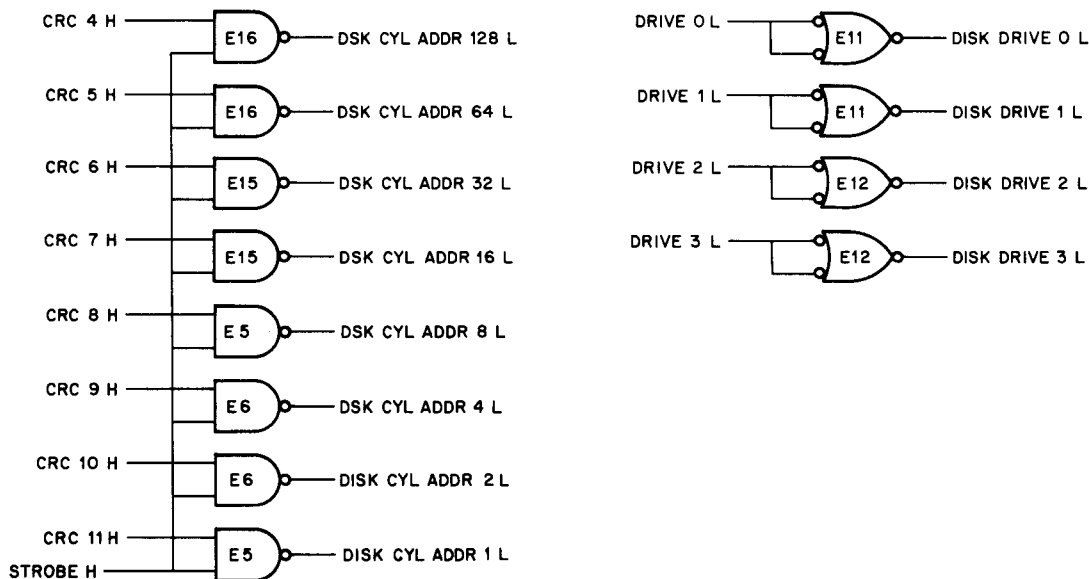 CRC 4 H
E16
DSK CYL ADDR 128 L
CRC 5 H
E16
DSK CYL ADDR 64 L
CRC 6 H
E15
DSK CYL ADDR 32 L
CRC 7 H
E15
DSK CYL ADDR 16 L
CRC 8 H
E5
DSK CYL ADDR 8 L
CRC 9 H
E6
DSK CYL ADDR 4 L
CRC 10 H
E6
DISK CYL ADDR 2 L
CRC 11 H
E5
DISK CYL ADDR 1 L
STROBE H
DRIVE 0 L
E11
DISK DRIVE 0 L
DRIVE 1 L
E11
DISK DRIVE 1 L
DRIVE 2 L
E12
DISK DRIVE 2 L
DRIVE 3 L
E12
DISK DRIVE 3 L